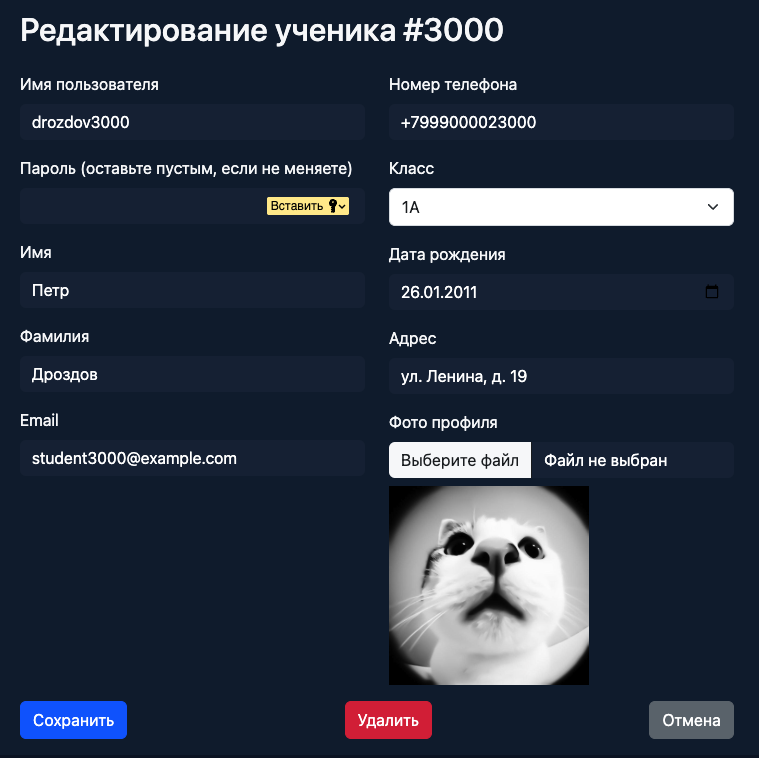 Редактирование ученика #3000
Имя пользователя
drozdov3000
Пароль (оставьте пустым, если не меняете)
Вставить
Имя
Петр
Фамилия
Дроздов
Email
student3000@example.com
Номер телефона
+7999000023000
Класс
1А
Дата рождения
26.01.2011
Адрес
ул. Ленина, д. 19
Фото профиля
Выберите файл Файл не выбран
Сохранить
Удалить
Отмена